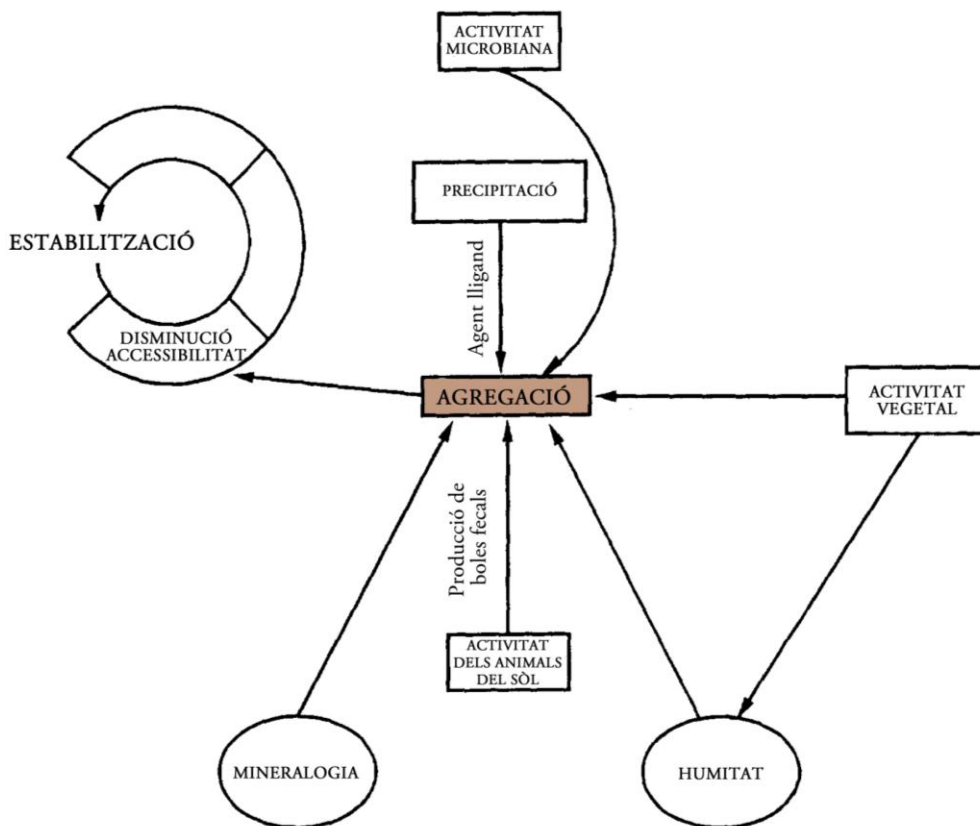 ACTIVITAT
MICROBIANA
PRECIPITACIÓ
ESTABILITZACIÓ
Agent lligand
DISMINUCIÓ
ACCESSIBILITAT
AGREGACIÓ
ACTIVITAT
VEGETAL
Producció de
boles fecals
ACTIVITAT
DELS ANIMALS
DEL SÒL
MINERALOGIA
HUMITAT